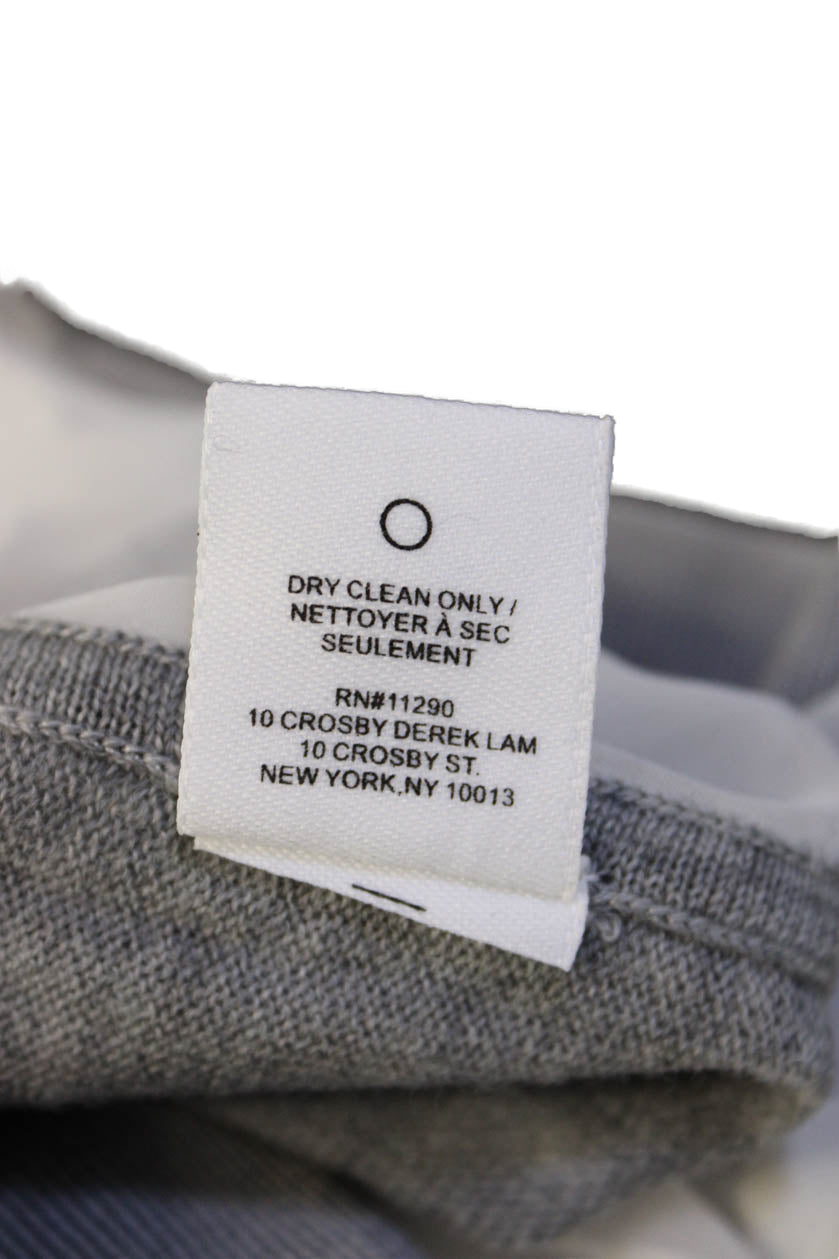 DRY CLEAN ONLY /
NETTOYER À SEC
SEULEMENT
RN#11290
10 CROSBY DEREK LAM
10 CROSBY ST.
NEW YORK,NY 10013